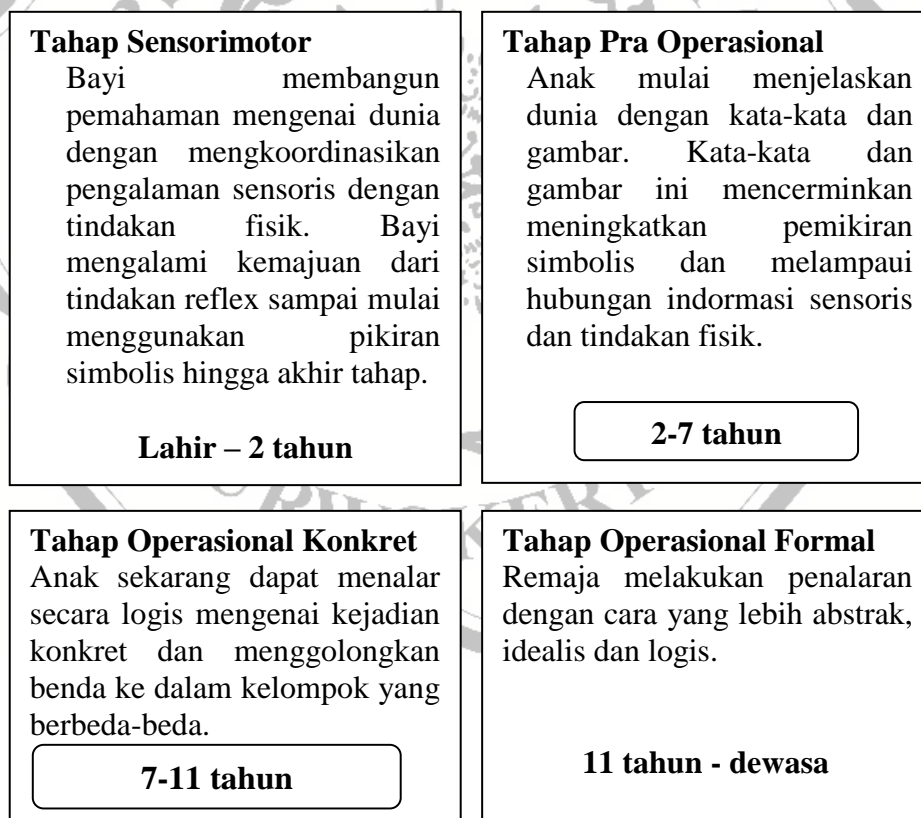 Tahap Sensorimotor
Bayi membangun
pemahaman mengenai dunia
dengan mengkoordinasikan
pengalaman sensoris dengan
tindakan fisik. Bayi
mengalami kemajuan dari
tindakan reflex sampai mulai
menggunakan pikiran
simbolis hingga akhir tahap.
Lahir – 2 tahun
Tahap Pra Operasional
Anak mulai menjelaskan
dunia dengan kata-kata dan
gambar. Kata-kata dan
gambar ini mencerminkan
meningkatkan pemikiran
simbolis dan melampaui
hubungan indormasi sensoris
dan tindakan fisik.
2-7 tahun
Tahap Operasional Konkret
Anak sekarang dapat menalar
secara logis mengenai kejadian
konkret dan menggolongkan
benda ke dalam kelompok yang
berbeda-beda.
7-11 tahun
Tahap Operasional Formal
Remaja melakukan penalaran
dengan cara yang lebih abstrak,
idealis dan logis.
11 tahun - dewasa